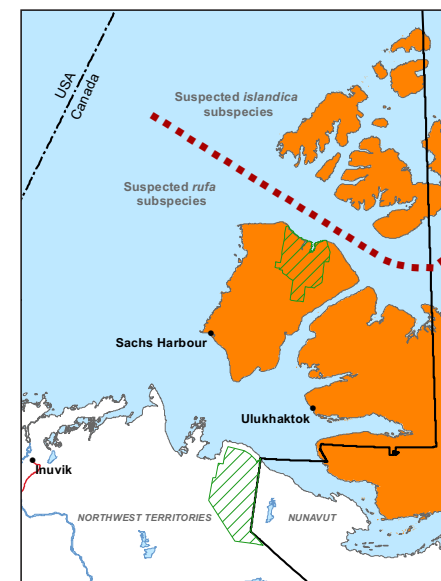 USA
Canada
Suspected islandica
subspecies
Suspected rufa
subspecies
Sachs Harbour
Ulukhaktok
Inuvik
NORTHWEST TERRITORIES
NUNAVUT